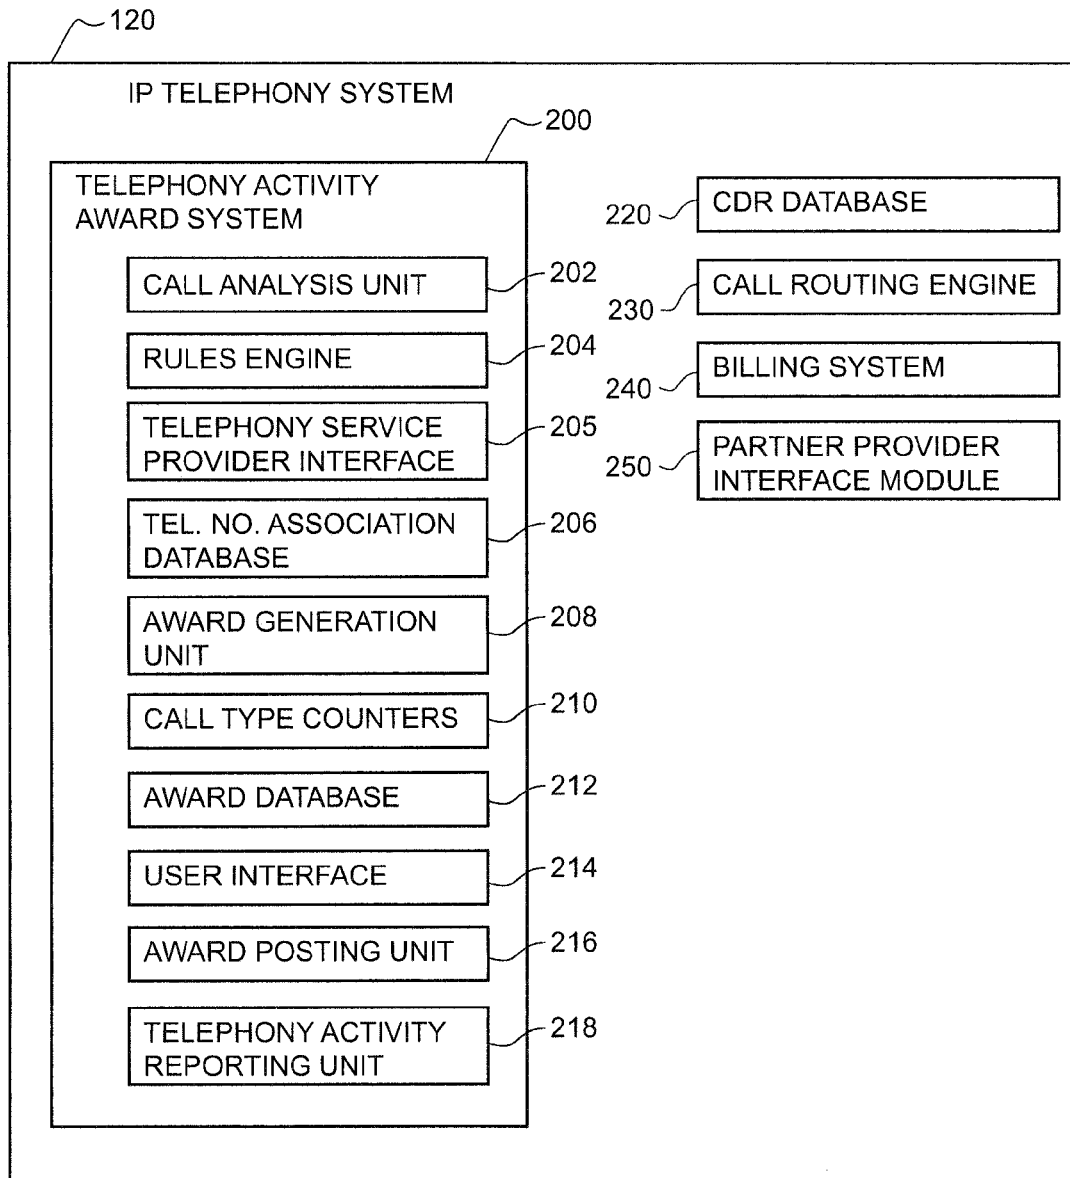 120
IP TELEPHONY SYSTEM
200
TELEPHONY ACTIVITY
AWARD SYSTEM
CALL ANALYSIS UNIT
202
RULES ENGINE
204
TELEPHONY SERVICE
PROVIDER INTERFACE
205
TEL. NO. ASSOCIATION
DATABASE
206
AWARD GENERATION
UNIT
208
CALL TYPE COUNTERS
210
AWARD DATABASE
212
USER INTERFACE
214
AWARD POSTING UNIT
216
TELEPHONY ACTIVITY
REPORTING UNIT
218
220
CDR DATABASE
230
CALL ROUTING ENGINE
240
BILLING SYSTEM
250
PARTNER PROVIDER
INTERFACE MODULE